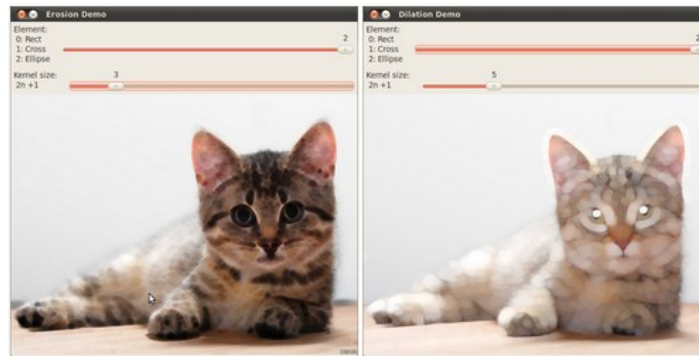 Erosion Demo
Element:
0: Rect
1: Cross
2
2: Ellipse
Kernel size:
3
2n +1
Dilation Demo
Element:
0: Rect
1: Cross
2
2: Ellipse
Kernel size:
5
2n +1